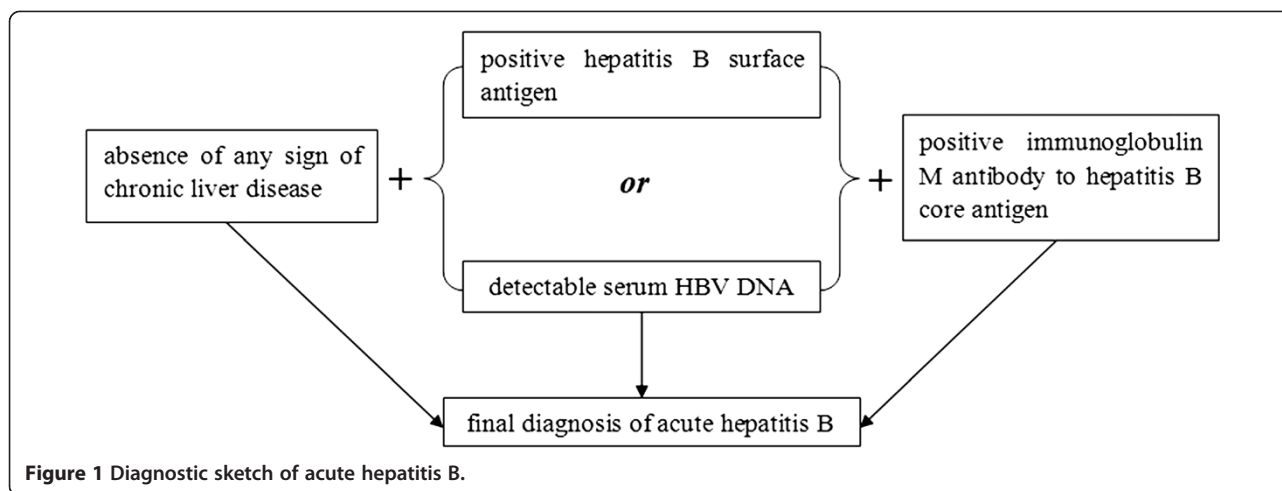 positive hepatitis B surface
antigen
absence of any sign of
chronic liver disease
+
or
+
positive immunoglobulin
M antibody to hepatitis B
core antigen
detectable serum HBV DNA
final diagnosis of acute hepatitis B
Figure 1 Diagnostic sketch of acute hepatitis B.